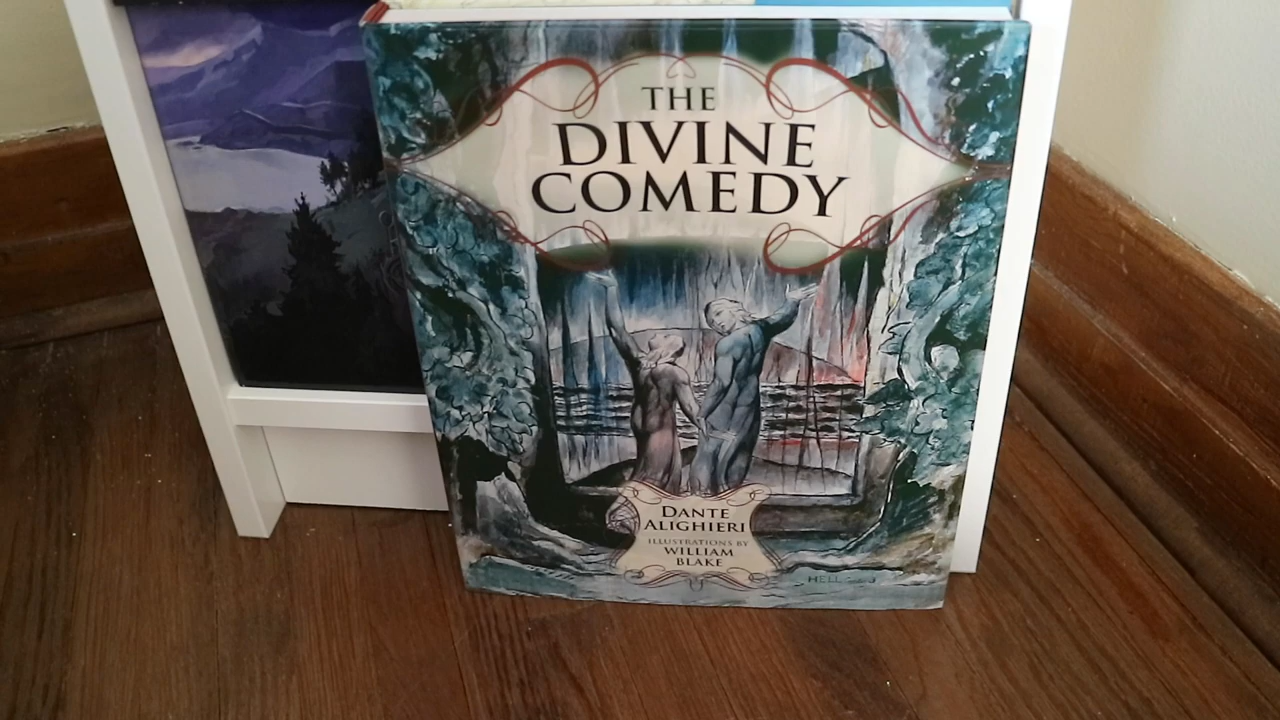 THE
DIVINE
COMEDY
DANTE
ALIGHIERI
ILLUSTRATIONS BY
WILLIAM
BLAKE
HELL